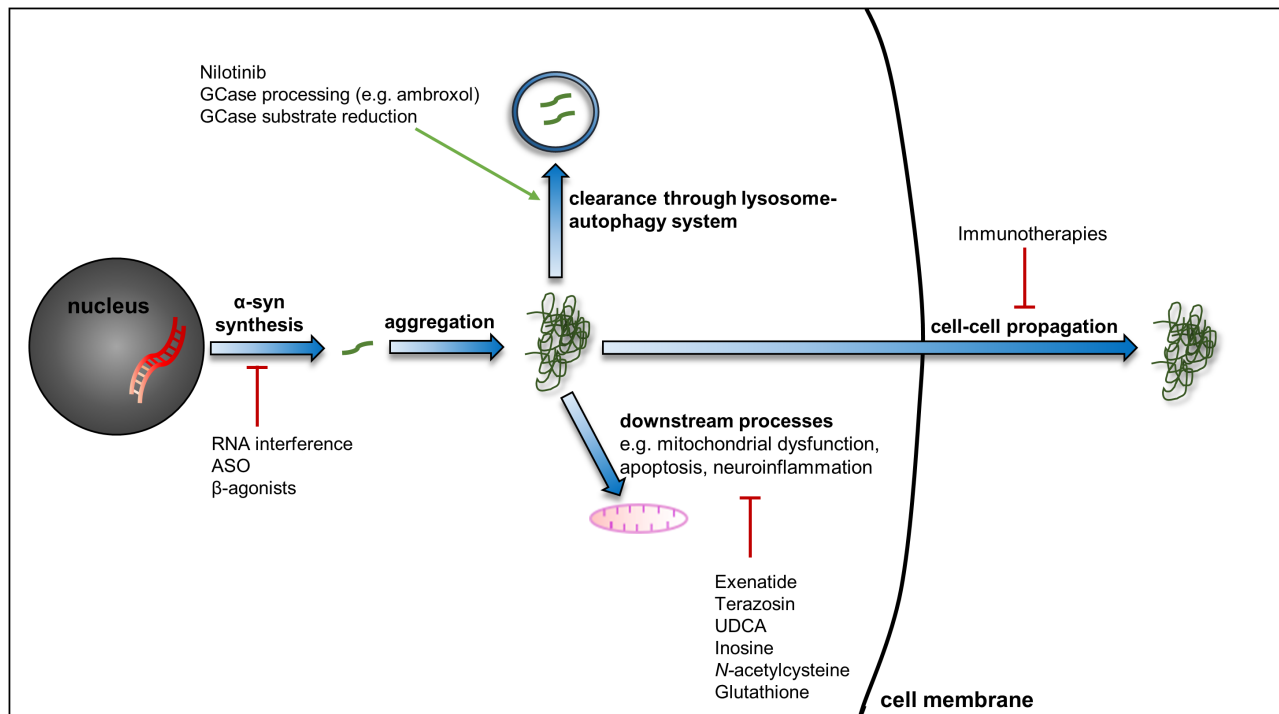 Nilotinib
GCase processing (e.g. ambroxol)
GCase substrate reduction
clearance through lysosome-
autophagy system
Immunotherapies
nucleus
α-syn
synthesis
aggregation
cell-cell propagation
RNA interference
ASO
β-agonists
downstream processes
e.g. mitochondrial dysfunction,
apoptosis, neuroinflammation
Exenatide
Terazosin
UDCA
Inosine
N-acetylcysteine
Glutathione
cell membrane